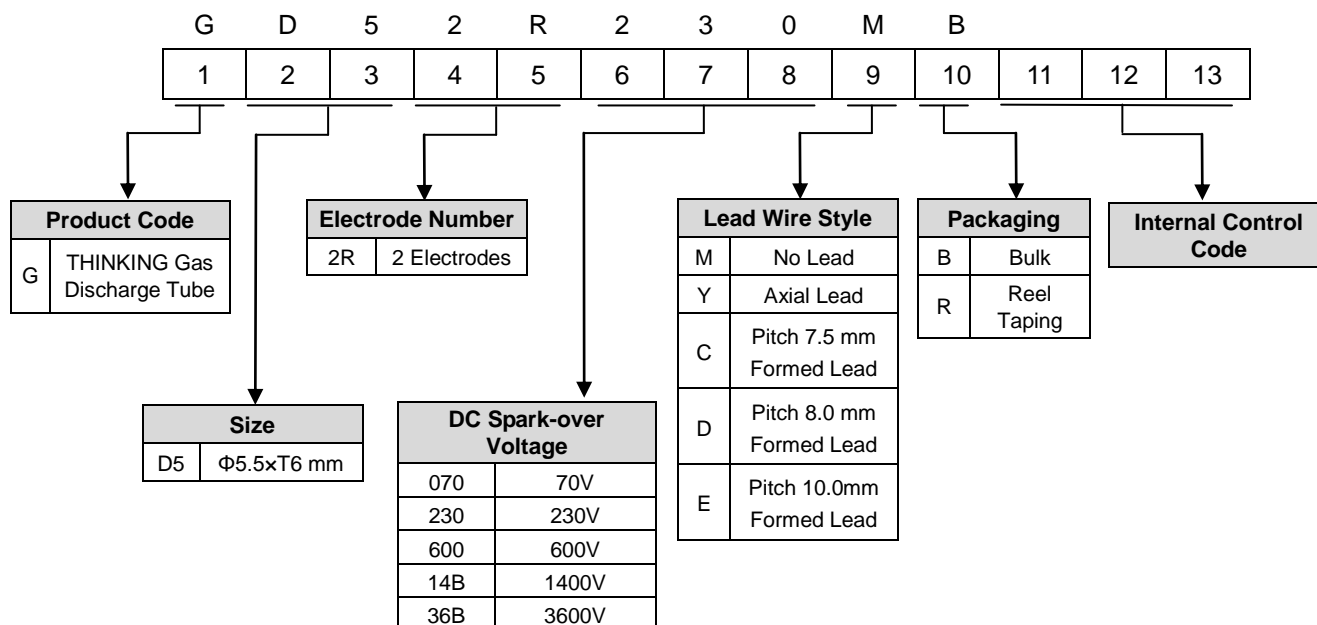 G D 5 2 R 2 3 0 M B
1 2 3 4 5 6 7 8 9 10 11 12 13
Product Code
G THINKING Gas
Discharge Tube
Size
D5 Φ5.5×T6 mm
Electrode Number
2R 2 Electrodes
DC Spark-over
Voltage
070 70V
230 230V
600 600V
14B 1400V
36B 3600V
Lead Wire Style
M No Lead
Y Axial Lead
C Pitch 7.5 mm
Formed Lead
D Pitch 8.0 mm
Formed Lead
E Pitch 10.0mm
Formed Lead
Packaging
B Bulk
R Reel
Taping
Internal Control
Code